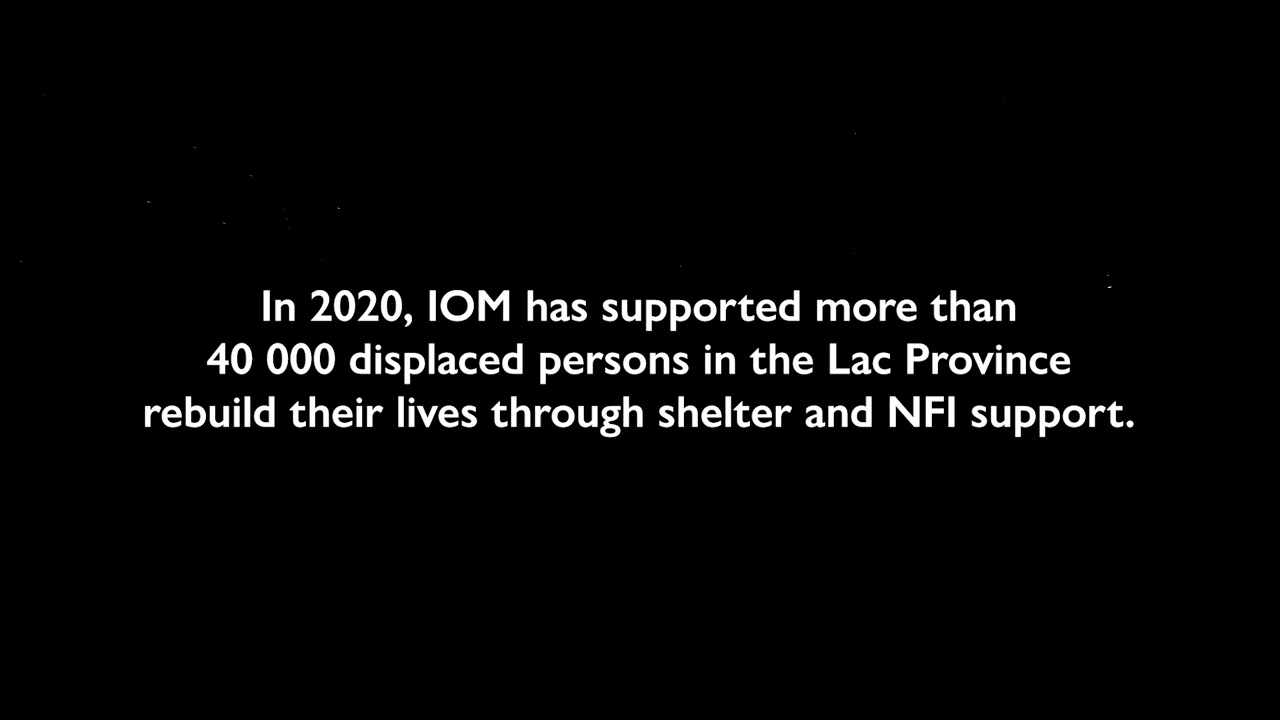 In 2020, IOM has supported more than
40 000 displaced persons in the Lac Province
rebuild their lives through shelter and NFI support.